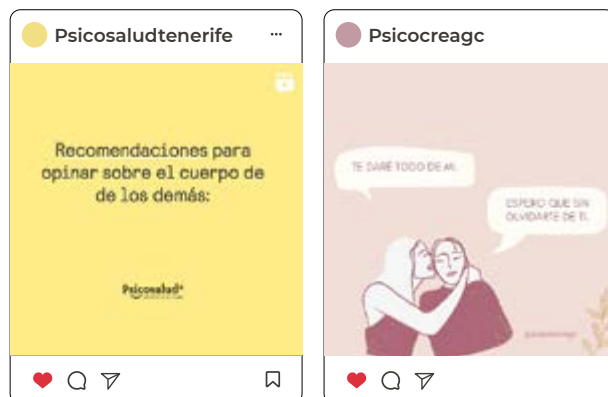 Psicosaludtenerife
Recomendaciones para
opinar sobre el cuerpo de
de los demás:
Psicosalud
Psicocreagc
TE DARÉ TODO DE MI.
ESPERO QUE SIN
OLVIDARTE DE TI.